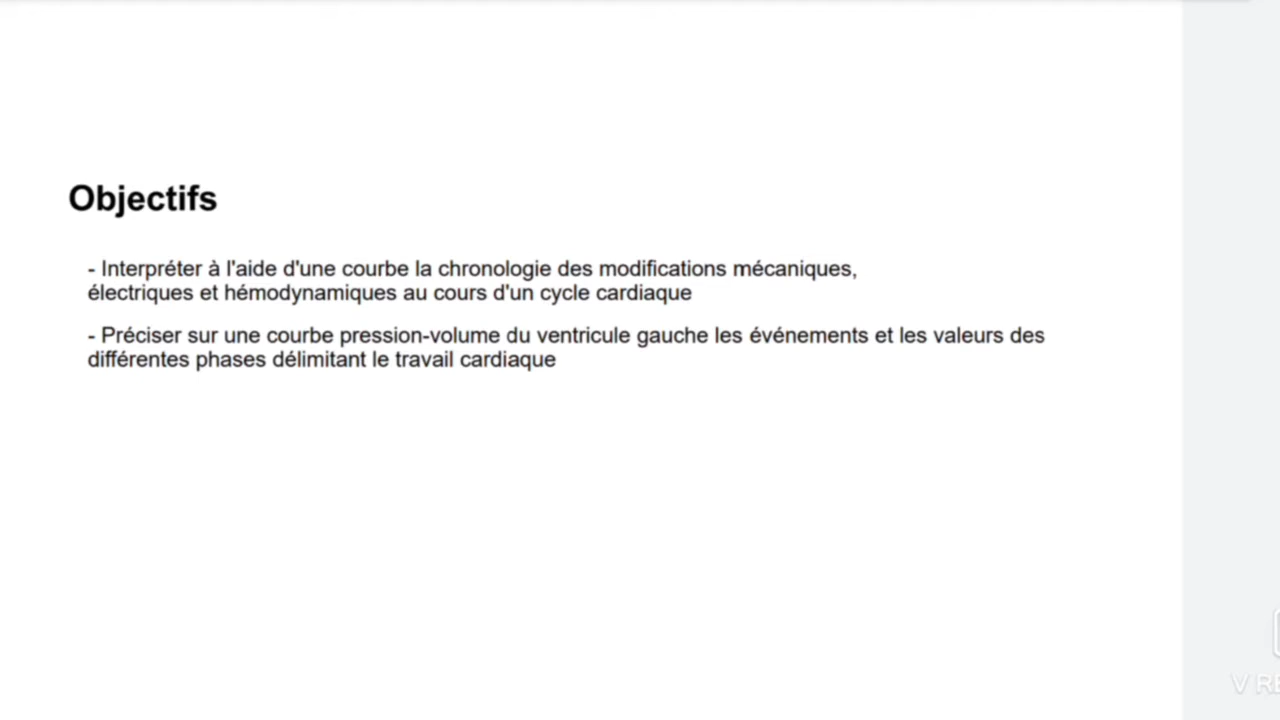 Objectifs
- Interpréter à l'aide d'une courbe la chronologie des modifications mécaniques,
électriques et hémodynamiques au cours d'un cycle cardiaque
- Préciser sur une courbe pression-volume du ventricule gauche les événements et les valeurs des
différentes phases délimitant le travail cardiaque